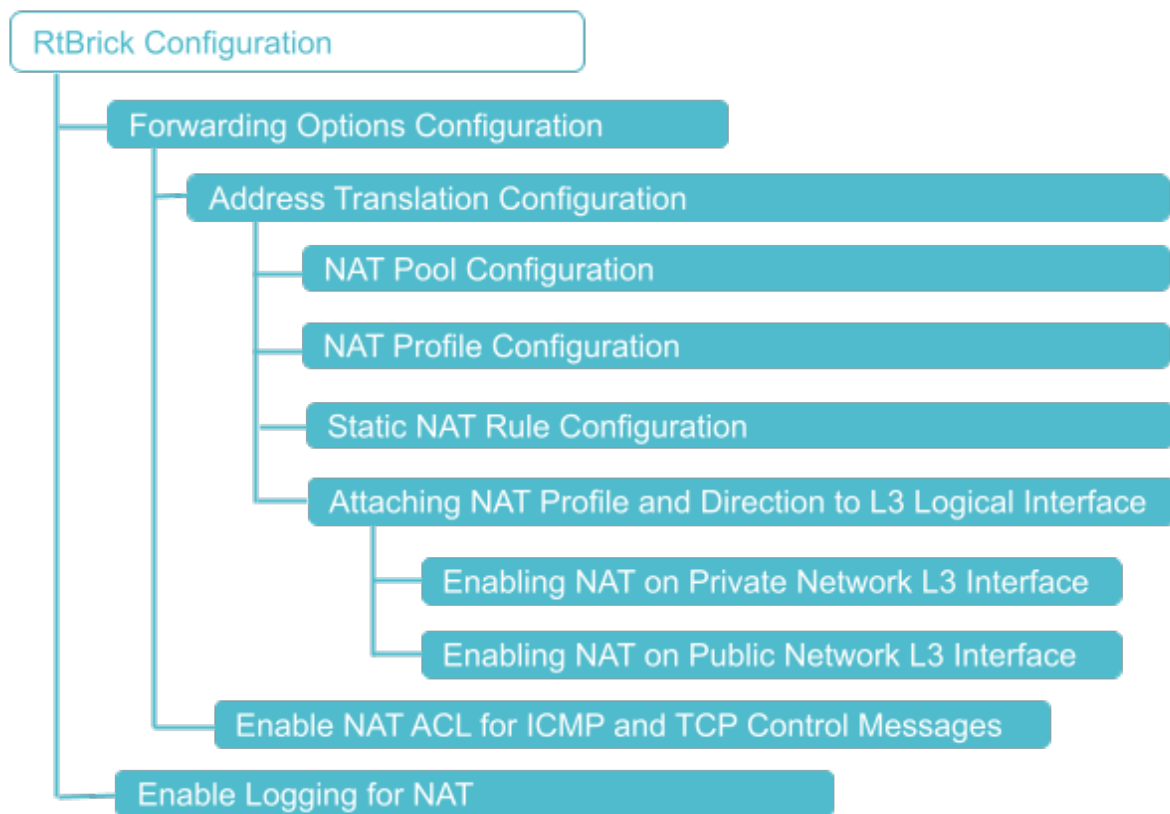 RtBrick Configuration
Forwarding Options Configuration
Address Translation Configuration
NAT Pool Configuration
NAT Profile Configuration
Static NAT Rule Configuration
Attaching NAT Profile and Direction to L3 Logical Interface
Enabling NAT on Private Network L3 Interface
Enabling NAT on Public Network L3 Interface
Enable NAT ACL for ICMP and TCP Control Messages
Enable Logging for NAT